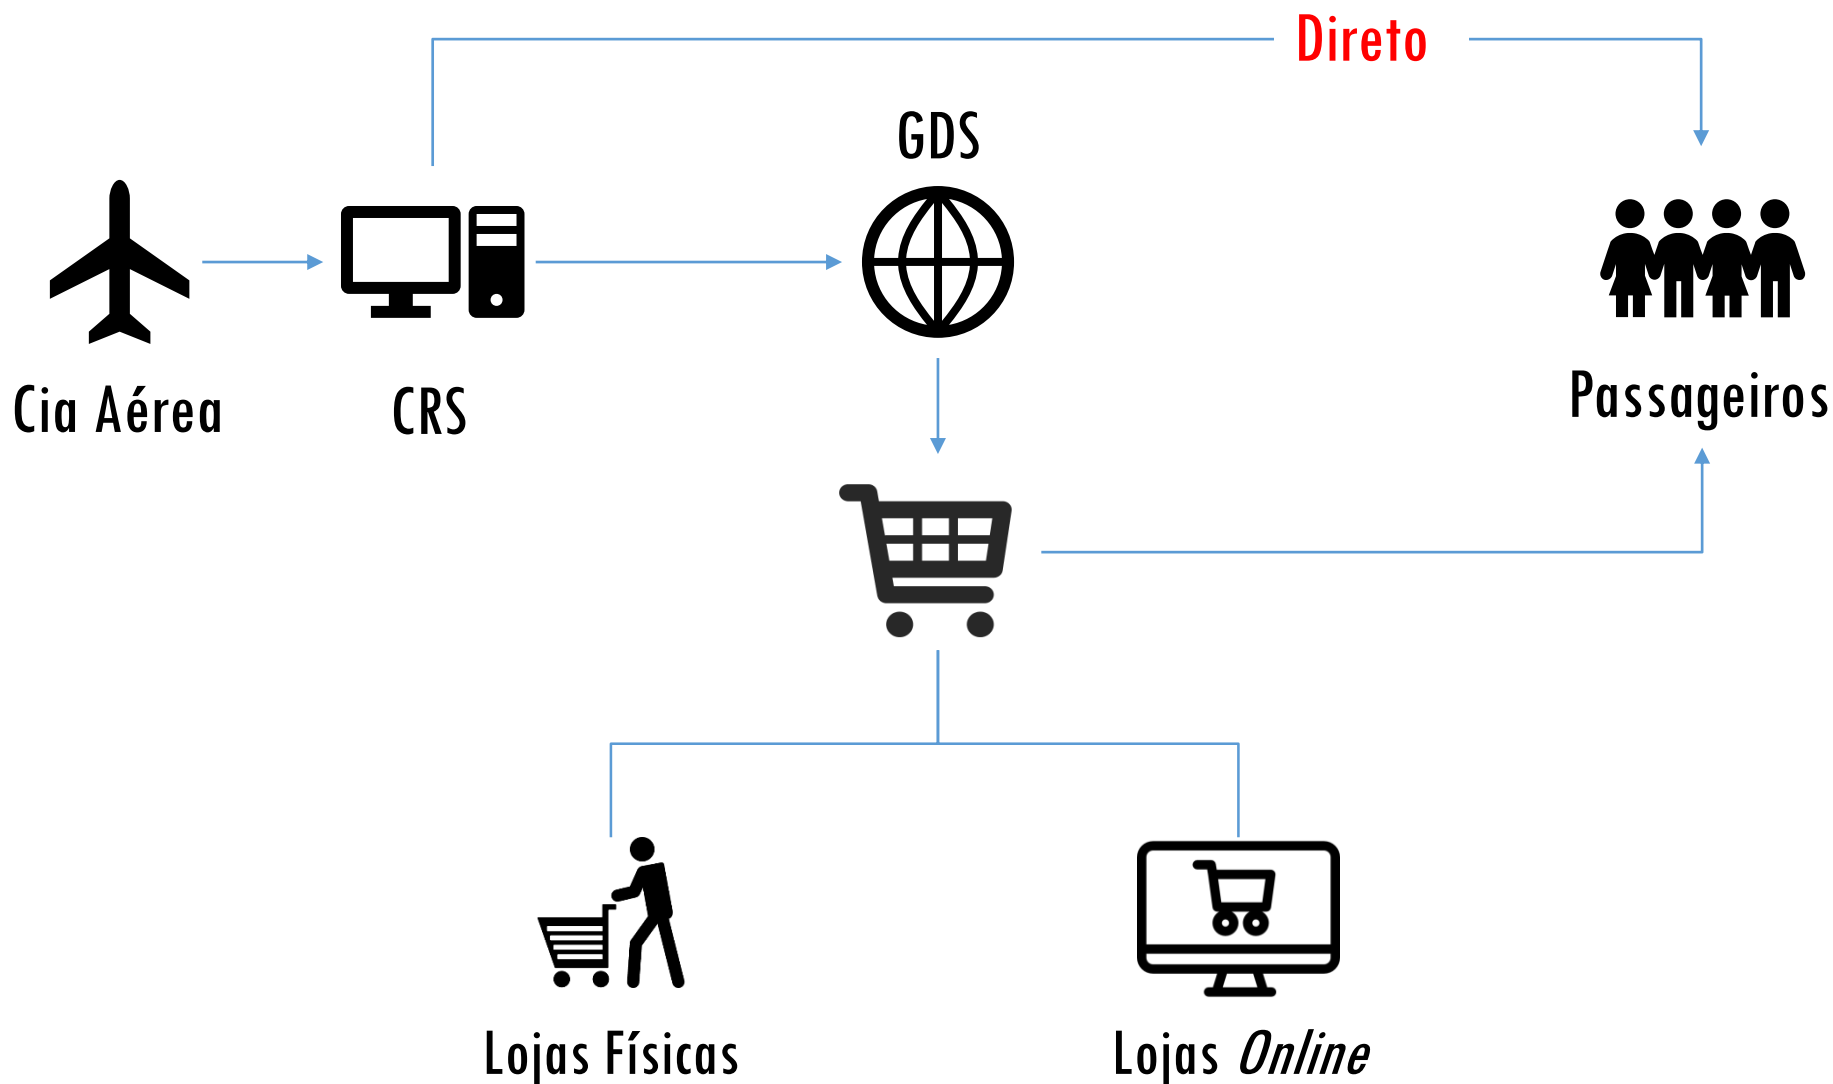 Direto
GDS
Cia Aérea
CRS
Passageiros
Lojas Físicas
Lojas Online